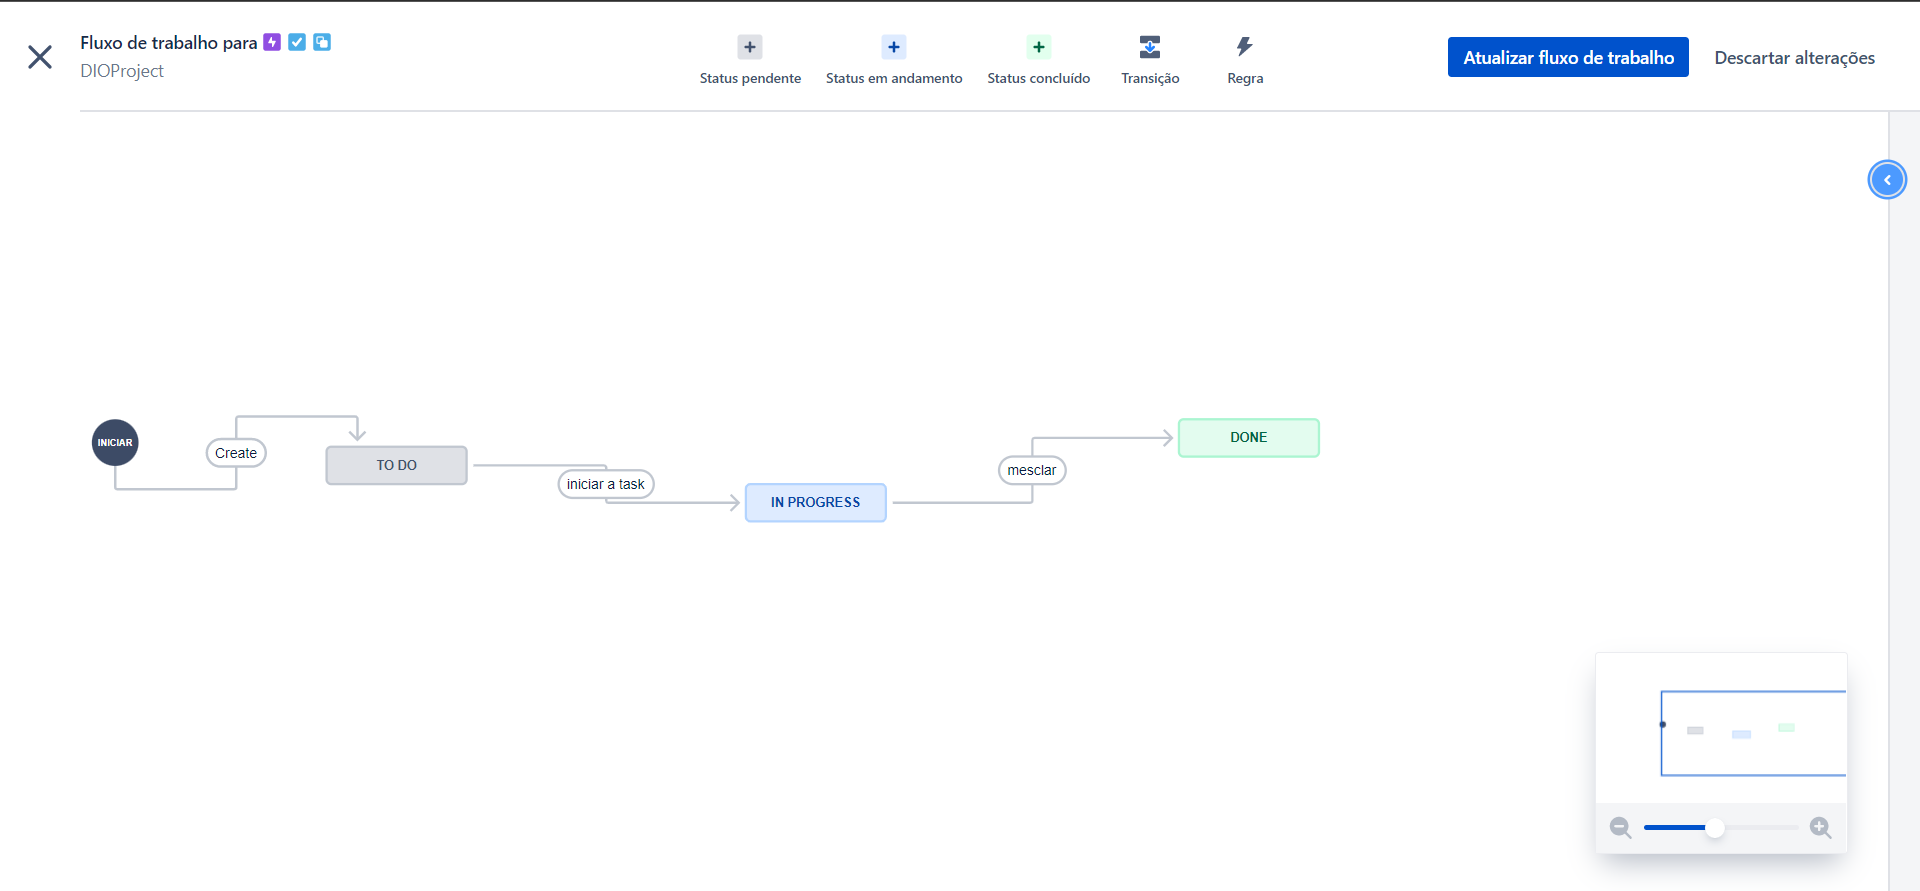 Fluxo de trabalho para
DIOProject
Status pendente
Status em andamento
Status concluído
Transição
Regra
Atualizar fluxo de trabalho
Descartar alterações
INICIAR
Create
TO DO
iniciar a task
IN PROGRESS
mesclar
DONE